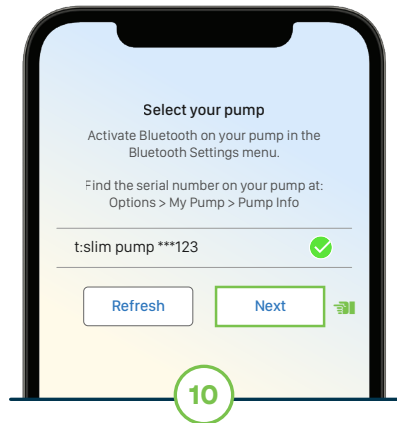 Select your pump
Activate Bluetooth on your pump in the
Bluetooth Settings menu.
Find the serial number on your pump at:
Options > My Pump > Pump Info
t:slim pump ***123
Refresh
Next
10